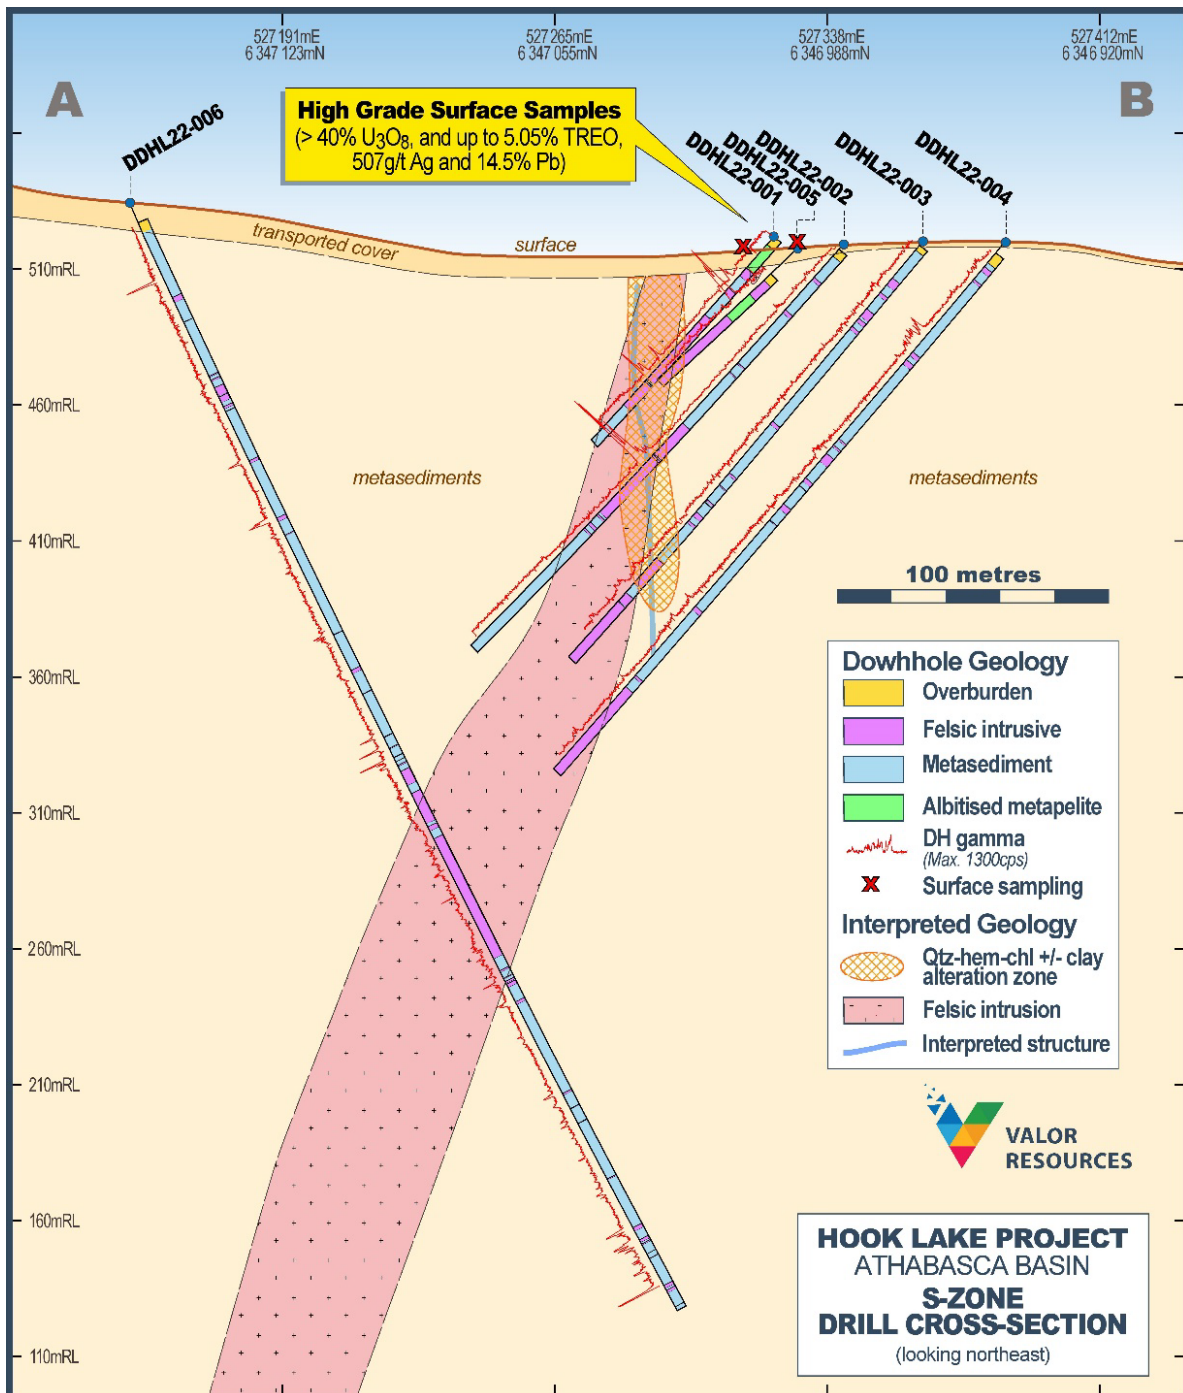 527 191mE
6 347 123mN
527 265mE
6 347 055mN
527 338mE
6 346 988mN
527 412mE
6 346 920mN
A
B
High Grade Surface Samples
(> 40% U₃O₈, and up to 5.05% TREO,
507g/t Ag and 14.5% Pb)
DDHL22-006
DDHL22-001
DDHL22-005
DDHL22-002
DDHL22-003
DDHL22-004
transported cover
surface
510mRL
460mRL
metasediments
metasediments
410mRL
360mRL
310mRL
260mRL
210mRL
160mRL
110mRL
100 metres
Dowhhole Geology
Overburden
Felsic intrusive
Metasediment
Albitised metapelite
DH gamma
(Max. 1300cps)
Surface sampling
Interpreted Geology
Qtz-hem-chl +/- clay
alteration zone
Felsic intrusion
Interpreted structure
VALOR
RESOURCES
HOOK LAKE PROJECT
ATHABASCA BASIN
S-ZONE
DRILL CROSS-SECTION
(looking northeast)